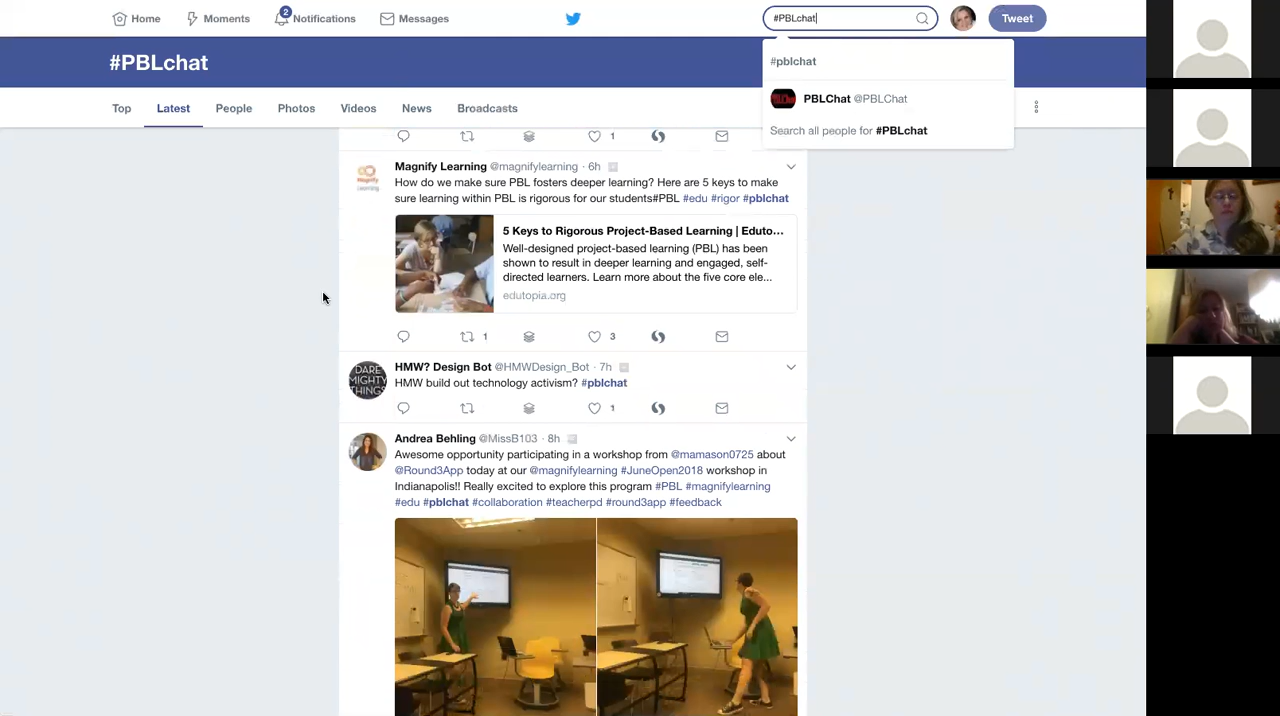 Home Moments 2 Notifications Messages #PBLchat Tweet
#PBLchat
#pblchat
PBLChat @PBLChat
Search all people for #PBLchat
Top Latest People Photos Videos News Broadcasts
1
Magnify Learning @magnifylearning · 6h
How do we make sure PBL fosters deeper learning? Here are 5 keys to make
sure learning within PBL is rigorous for our students#PBL #edu #rigor #pblchat
Magnify
Learning
5 Keys to Rigorous Project-Based Learning | Eduto...
Well-designed project-based learning (PBL) has been
shown to result in deeper learning and engaged, self-
directed learners. Learn more about the five core ele...
edutopia.org
1 3
HMW? Design Bot @HMWDesign_Bot · 7h
HMW build out technology activism? #pblchat
DARE
MIGHTY
THINGS
1
Andrea Behling @MissB103 · 8h
Awesome opportunity participating in a workshop from @mamason0725 about
@Round3App today at our @magnifylearning #JuneOpen2018 workshop in
Indianapolis!! Really excited to explore this program #PBL #magnifylearning
#edu #pblchat #collaboration #teacherpd #round3app #feedback